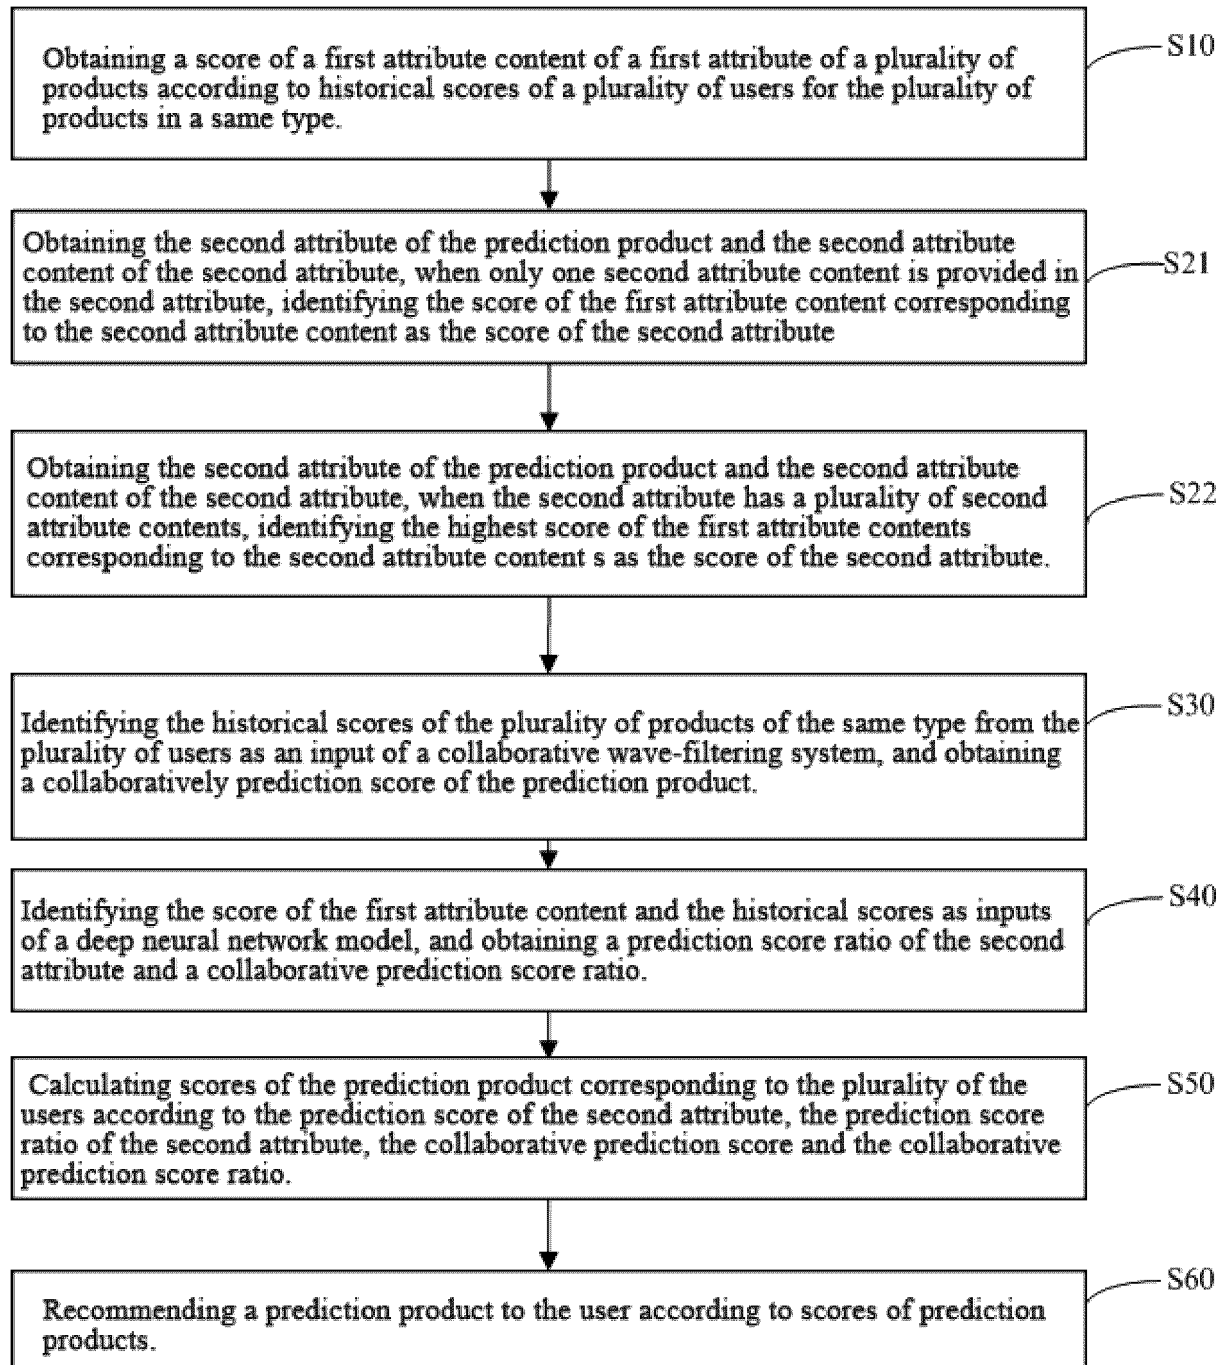 Obtaining a score of a first attribute content of a first attribute of a plurality of
products according to historical scores of a plurality of users for the plurality of
products in a same type.
S10
Obtaining the second attribute of the prediction product and the second attribute
content of the second attribute, when only one second attribute content is provided in
the second attribute, identifying the score of the first attribute content corresponding
to the second attribute content as the score of the second attribute
S21
Obtaining the second attribute of the prediction product and the second attribute
content of the second attribute, when the second attribute has a plurality of second
attribute contents, identifying the highest score of the first attribute contents
corresponding to the second attribute content s as the score of the second attribute.
S22
Identifying the historical scores of the plurality of products of the same type from the
plurality of users as an input of a collaborative wave-filtering system, and obtaining
a collaboratively prediction score of the prediction product.
S30
Identifying the score of the first attribute content and the historical scores as inputs
of a deep neural network model, and obtaining a prediction score ratio of the second
attribute and a collaborative prediction score ratio.
S40
Calculating scores of the prediction product corresponding to the plurality of the
users according to the prediction score of the second attribute, the prediction score
ratio of the second attribute, the collaborative prediction score and the collaborative
prediction score ratio.
S50
Recommending a prediction product to the user according to scores of prediction
products.
S60